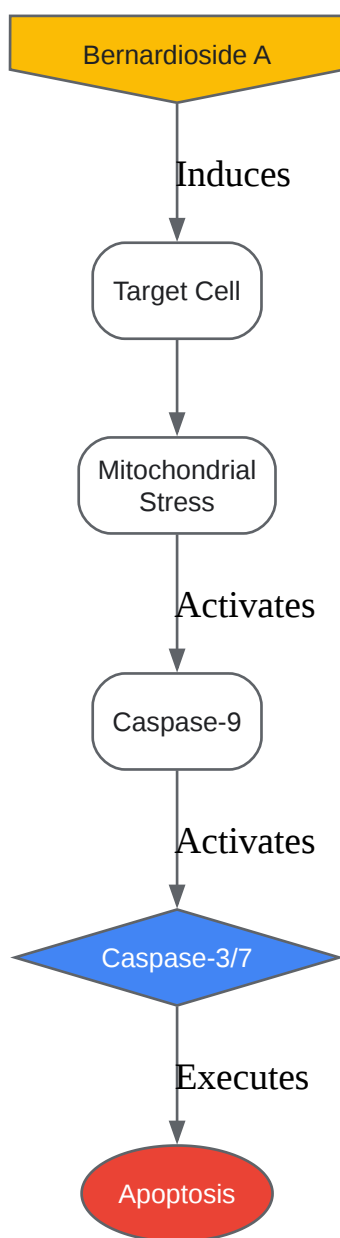 Bernardioside A
Induces
Target Cell
Mitochondrial
Stress
Activates
Caspase-9
Activates
Caspase-3/7
Executes
Apoptosis